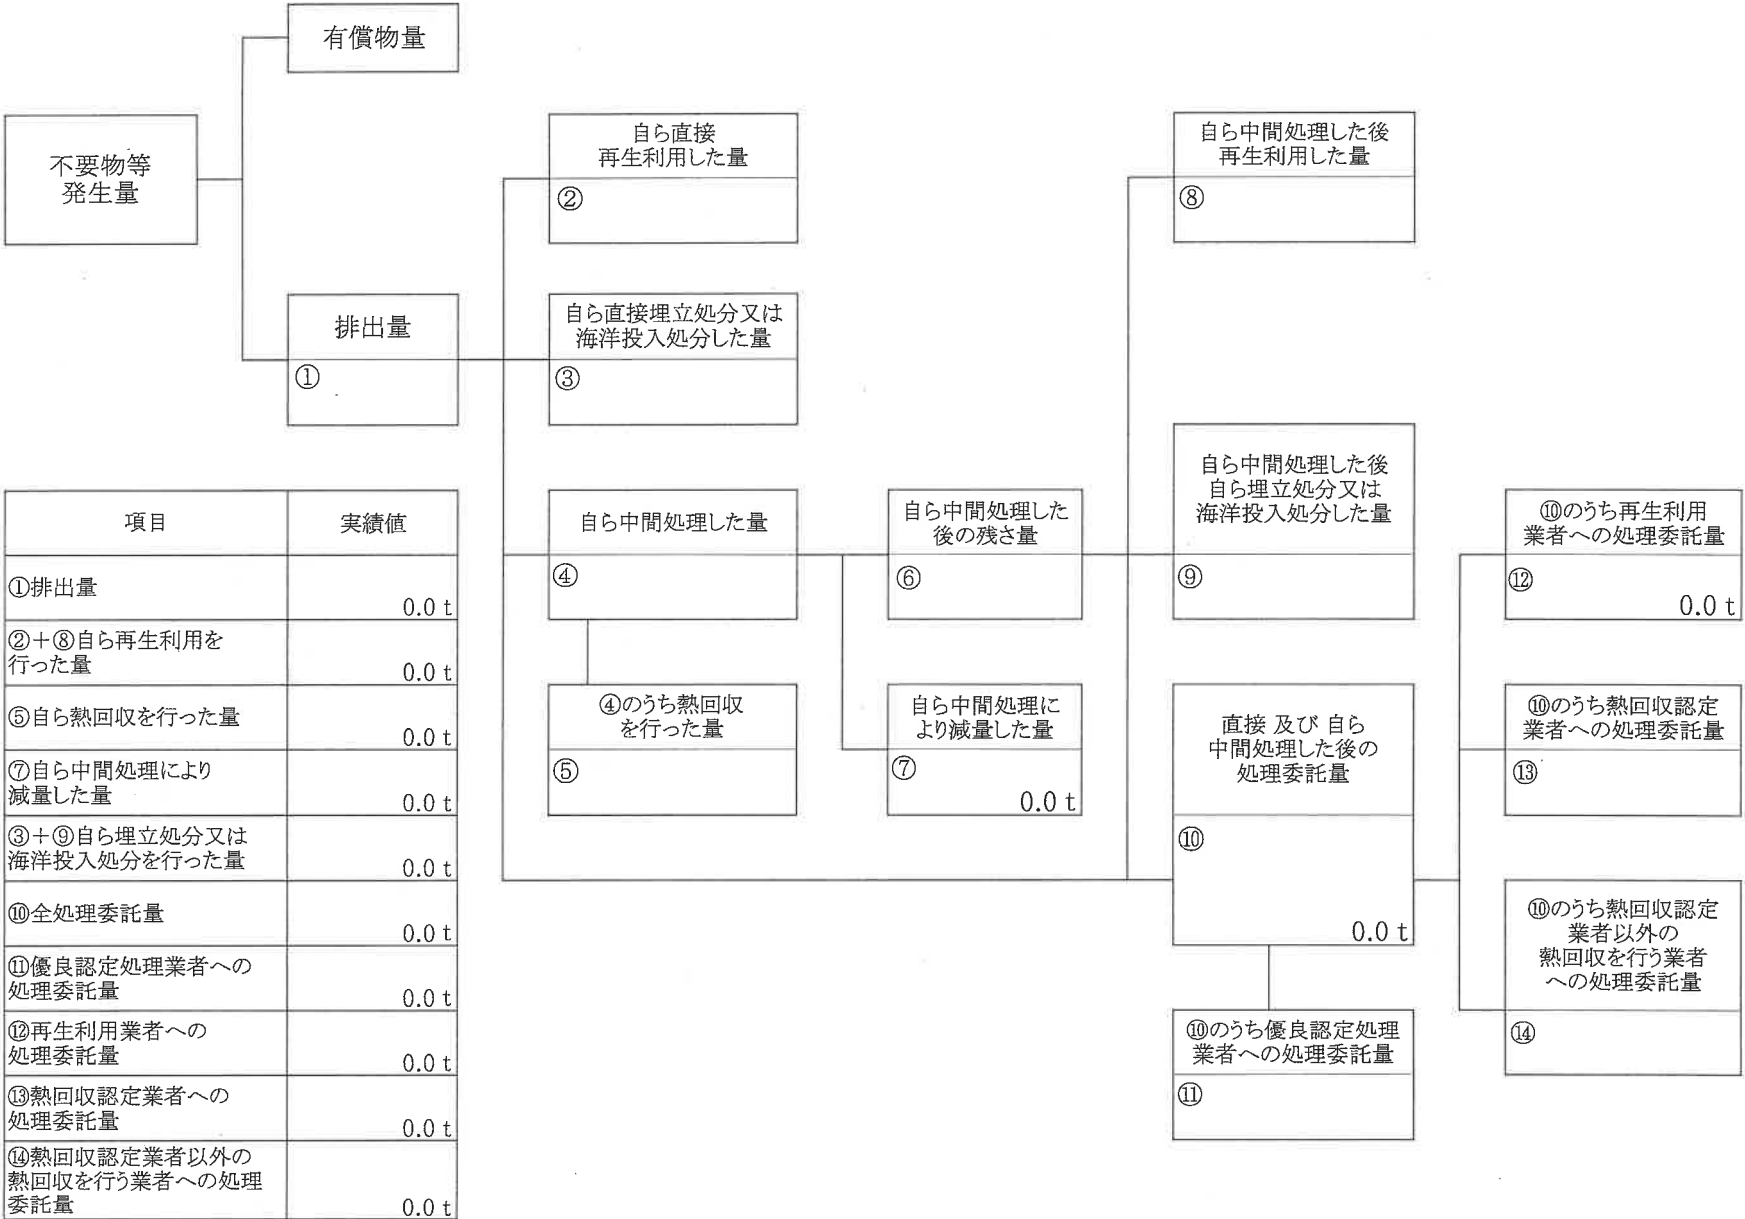 有償物量
不要物等
発生量
排出量
①
自ら直接
再生利用した量
②
自ら直接埋立処分又は
海洋投入処分した量
③
自ら中間処理した量
④
④のうち熱回収
を行った量
⑤
自ら中間処理した
後の残さ量
⑥
自ら中間処理に
より減量した量
⑦
0.0 t
自ら中間処理した後
再生利用した量
⑧
自ら中間処理した後
自ら埋立処分又は
海洋投入処分した量
⑨
直接 及び 自ら
中間処理した後の
処理委託量
⑩
0.0 t
⑩のうち優良認定処理
業者への処理委託量
⑪
⑩のうち再生利用
業者への処理委託量
⑫
0.0 t
⑩のうち熱回収認定
業者への処理委託量
⑬
⑩のうち熱回収認定
業者以外の
熱回収を行う業者
への処理委託量
⑭
項目 実績値
①排出量
0.0 t
②+⑧自ら再生利用を
行った量
0.0 t
⑤自ら熱回収を行った量
0.0 t
⑦自ら中間処理により
減量した量
0.0 t
③+⑨自ら埋立処分又は
海洋投入処分を行った量
0.0 t
⑩全処理委託量
0.0 t
⑪優良認定処理業者への
処理委託量
0.0 t
⑫再生利用業者への
処理委託量
0.0 t
⑬熱回収認定業者への
処理委託量
0.0 t
⑭熱回収認定業者以外の
熱回収を行う業者への処理
委託量
0.0 t